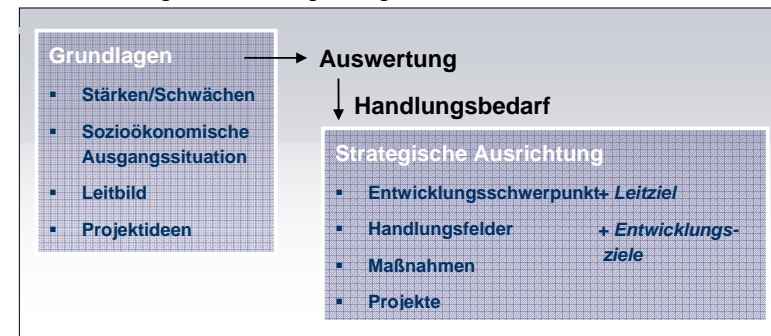 Grundlagen
▪ Stärken/Schwächen
▪ Sozioökonomische
Ausgangssituation
▪ Leitbild
▪ Projektideen
Auswertung
Handlungsbedarf
Strategische Ausrichtung
▪ Entwicklungsschwerpunkt + Leitziel
▪ Handlungsfelder + Entwicklungs-
ziele
▪ Maßnahmen
▪ Projekte